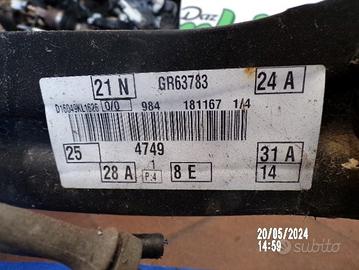 21 N GR63783 24 A
D16049KL1626 0/0 984 181167 1/4
25 4749 31 A
28 A 1 P:4 8 E 14
20/05/2024
14:59
subito